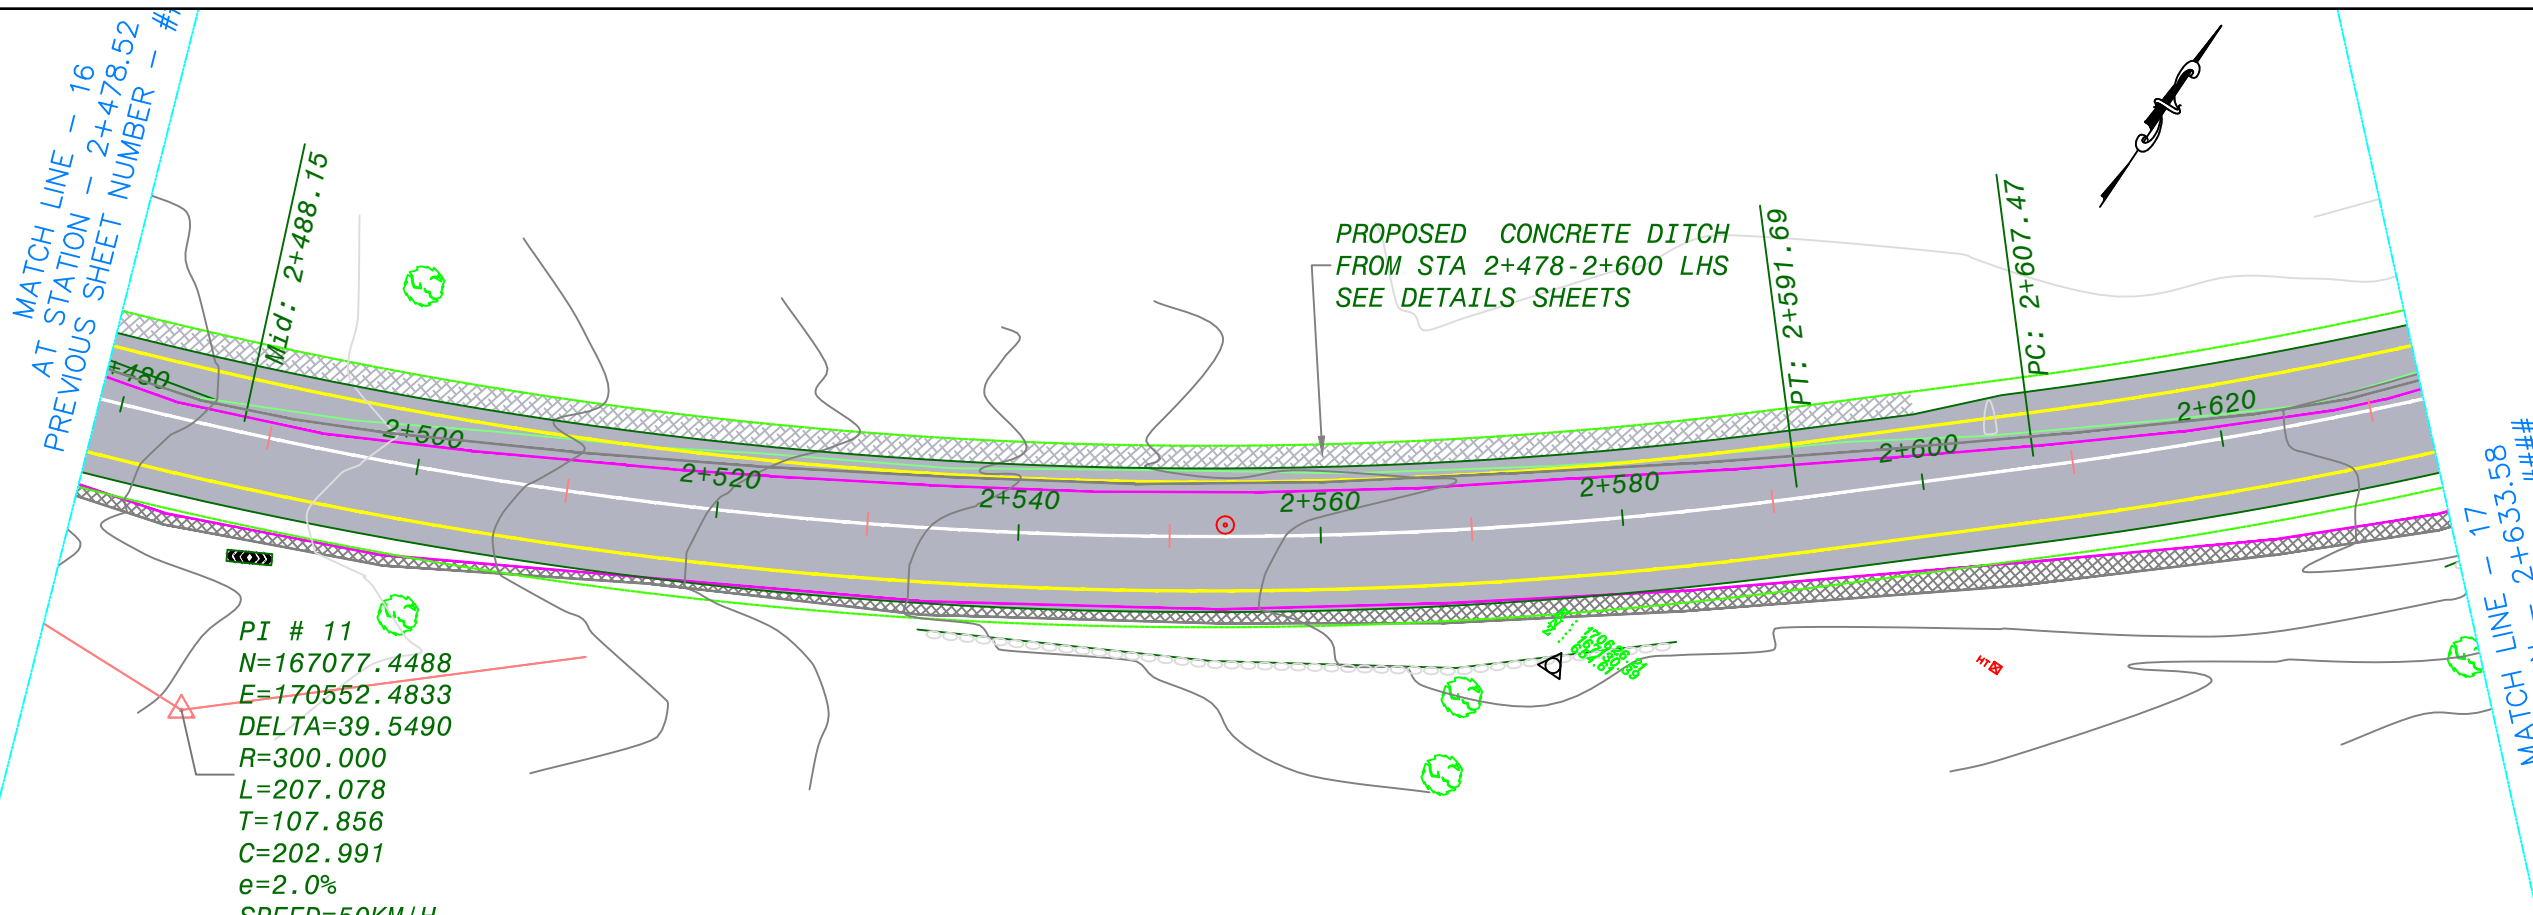 MATCH LINE - 16
AT STATION - 2+478.52
PREVIOUS SHEET NUMBER -
Mid: 2+488.15
PROPOSED CONCRETE DITCH
FROM STA 2+478-2+600 LHS
SEE DETAILS SHEETS
PT: 2+591.69
PC: 2+607.47
+480
2+500
2+520
2+540
2+560
2+580
2+600
2+620
PI # 11
N=167077.4488
E=170552.4833
DELTA=39.5490
R=300.000
L=207.078
T=107.856
C=202.991
e=2.0%
SPEED=50KM/H
HT
MATCH LINE - 17
2+633.58
####